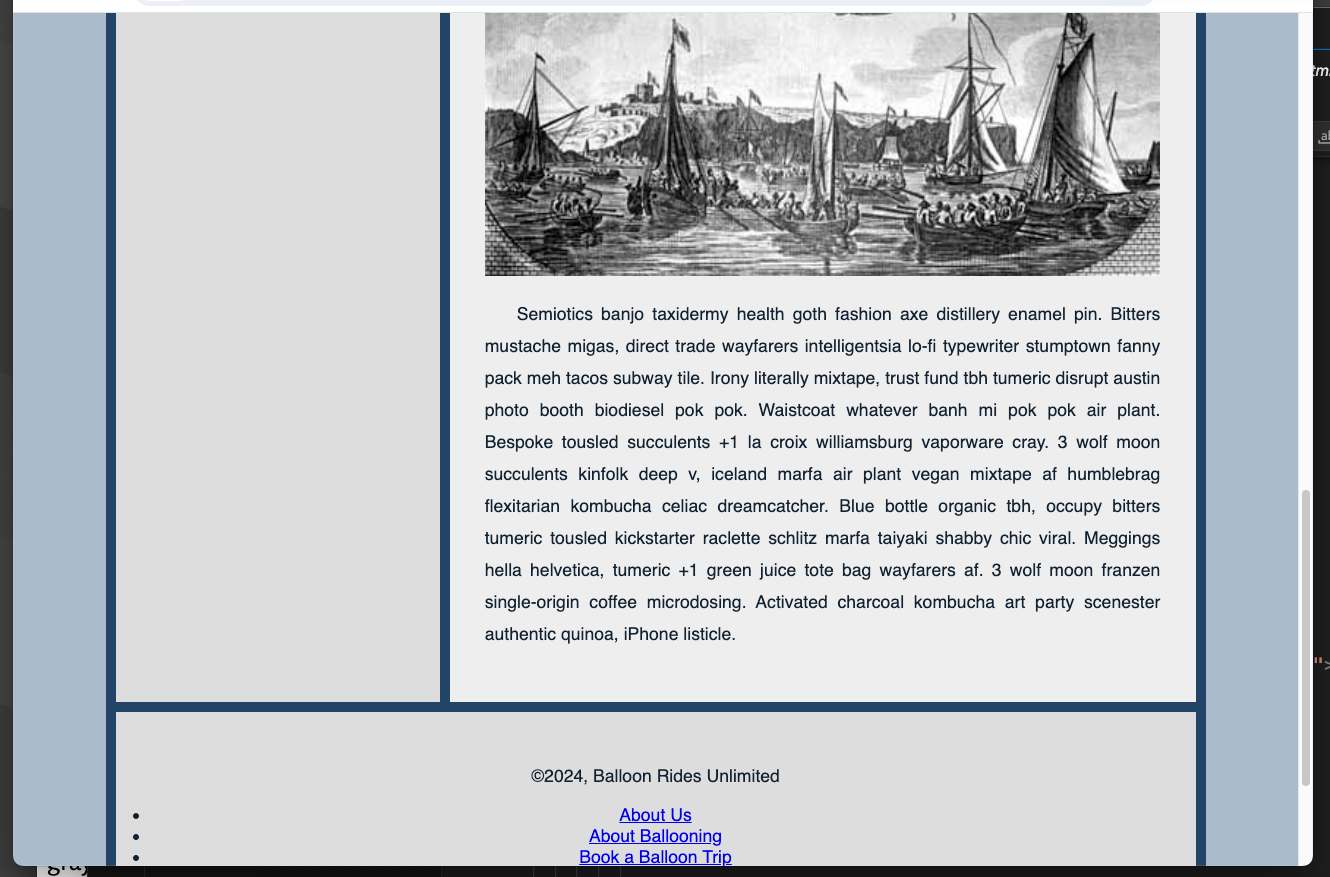 Semiotics banjo taxidermy health goth fashion axe distillery enamel pin. Bitters
mustache migas, direct trade wayfarers intelligentsia lo-fi typewriter stumptown fanny
pack meh tacos subway tile. Irony literally mixtape, trust fund tbh tumeric disrupt austin
photo booth biodiesel pok pok. Waistcoat whatever banh mi pok pok air plant.
Bespoke tousled succulents +1 la croix williamsburg vaporware cray. 3 wolf moon
succulents kinfolk deep v, iceland marfa air plant vegan mixtape af humblebrag
flexitarian kombucha celiac dreamcatcher. Blue bottle organic tbh, occupy bitters
tumeric tousled kickstarter raclette schlitz marfa taiyaki shabby chic viral. Meggings
hella helvetica, tumeric +1 green juice tote bag wayfarers af. 3 wolf moon franzen
single-origin coffee microdosing. Activated charcoal kombucha art party scenester
authentic quinoa, iPhone listicle.
©2024, Balloon Rides Unlimited
About Us
About Ballooning
Book a Balloon Trip